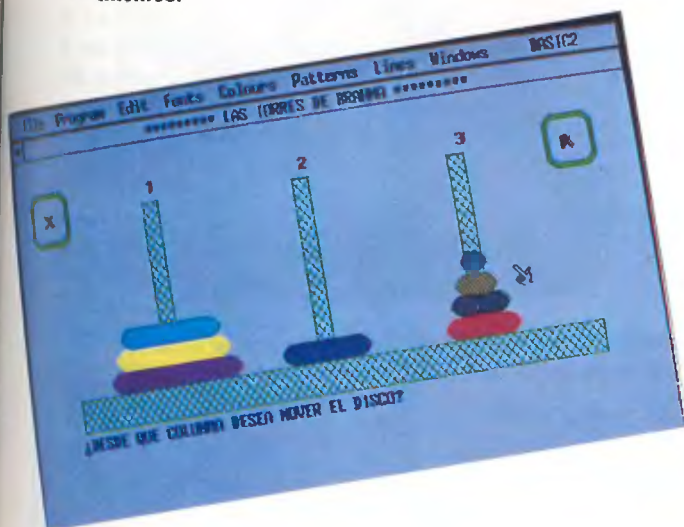 File Program Edit Fonts Colours Patterns Lines Windows BASIC2
********* LAS TORRES DE BRAHMA *********
1 2 3
X R
¿DESDE QUE COLUMNA DESEA MOVER EL DISCO?